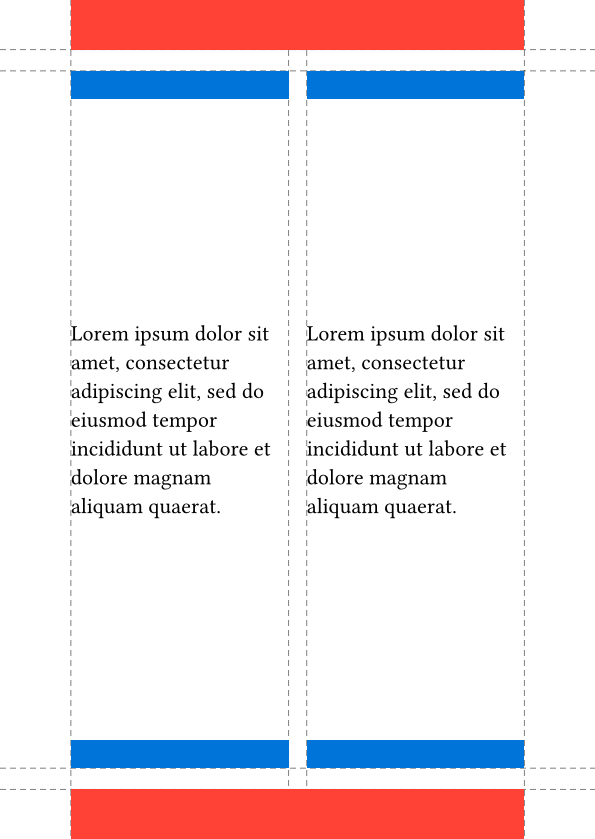 Lorem ipsum dolor sit
amet, consectetur
adipiscing elit, sed do
eiusmod tempor
incididunt ut labore et
dolore magnam
aliquam quaerat.
Lorem ipsum dolor sit
amet, consectetur
adipiscing elit, sed do
eiusmod tempor
incididunt ut labore et
dolore magnam
aliquam quaerat.